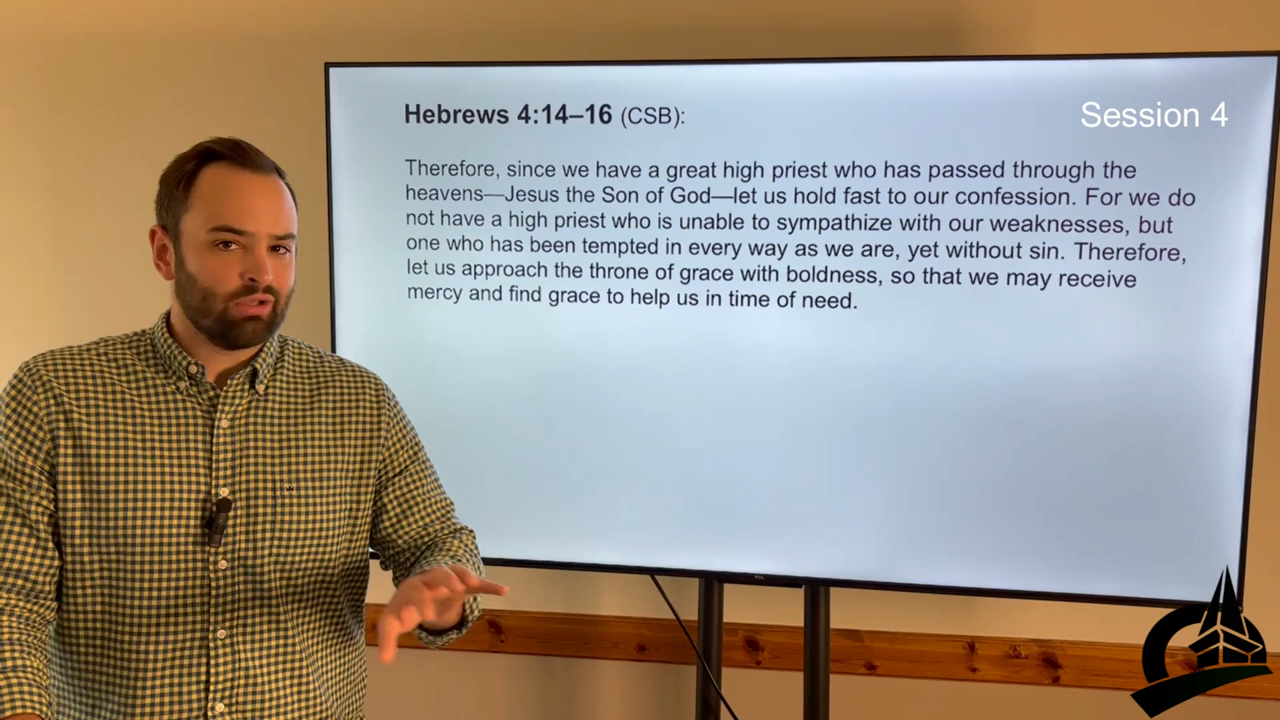 Hebrews 4:14–16 (CSB):
Session 4
Therefore, since we have a great high priest who has passed through the
heavens—Jesus the Son of God—let us hold fast to our confession. For we do
not have a high priest who is unable to sympathize with our weaknesses, but
one who has been tempted in every way as we are, yet without sin. Therefore,
let us approach the throne of grace with boldness, so that we may receive
mercy and find grace to help us in time of need.
TCL